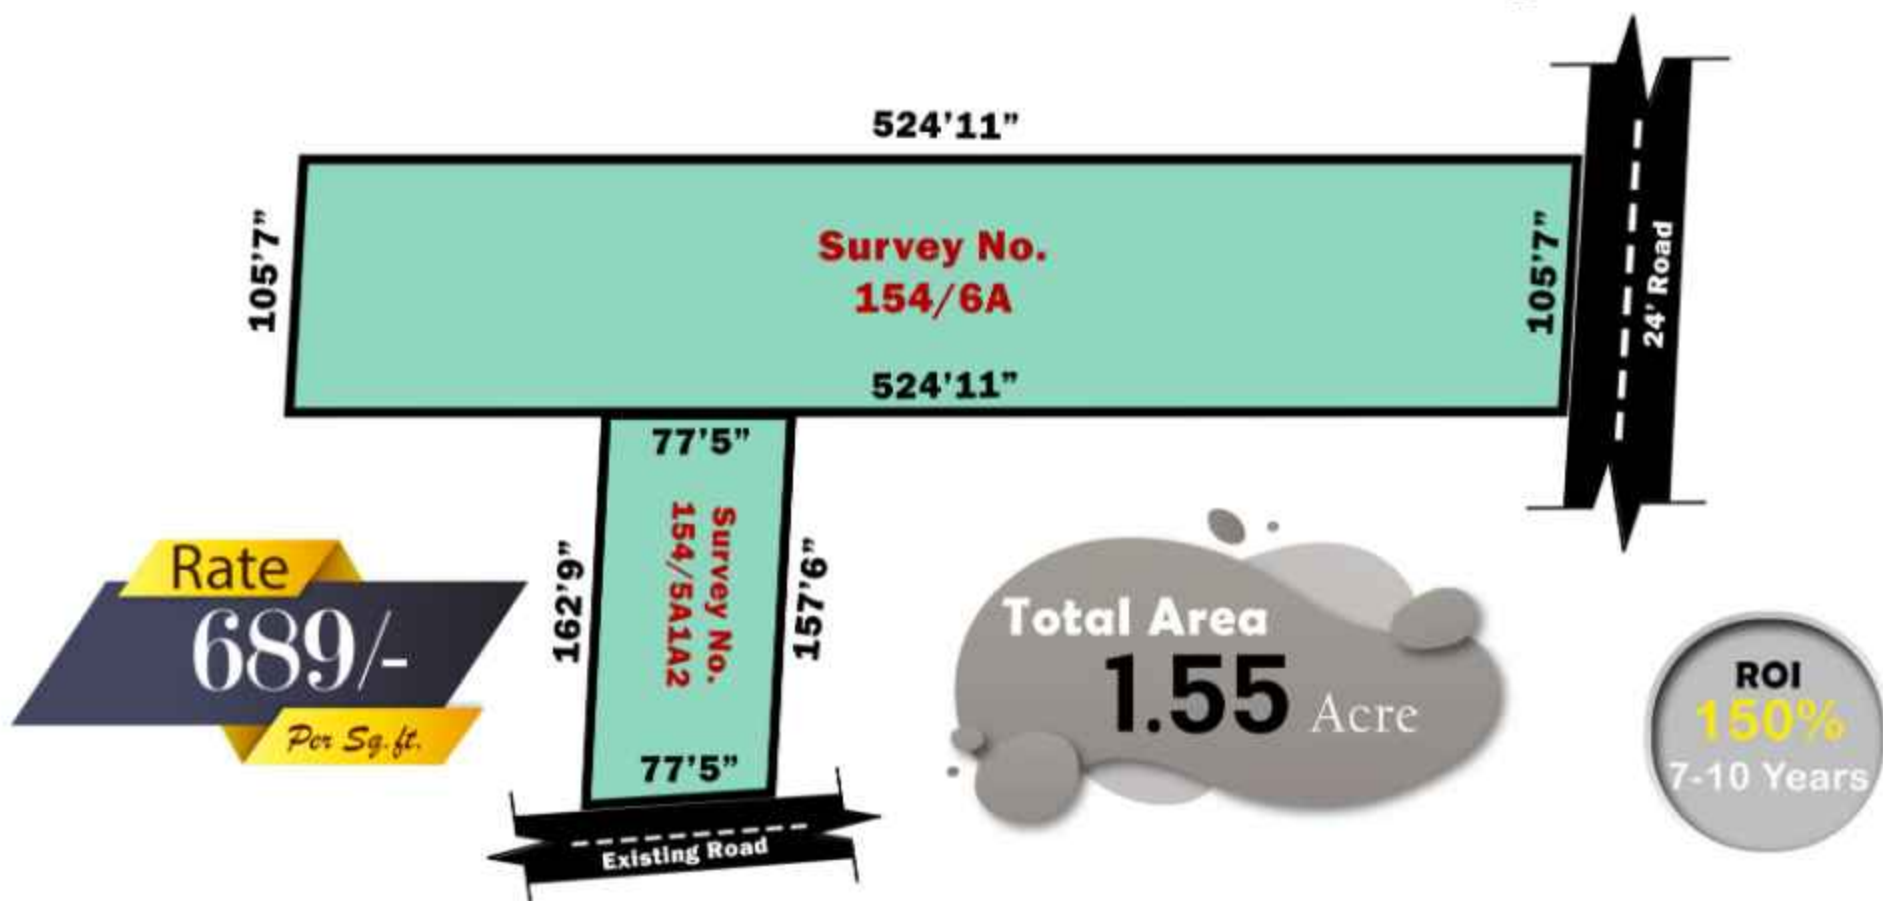 524'11"
105'7"
Survey No.
154/6A
105'7"
24' Road
524'11"
77'5"
Survey No.
154/5A1A2
162'9"
157'6"
77'5"
Existing Road
Rate
689/-
Per Sq.ft.
Total Area
1.55 Acre
ROI
150%
7-10 Years